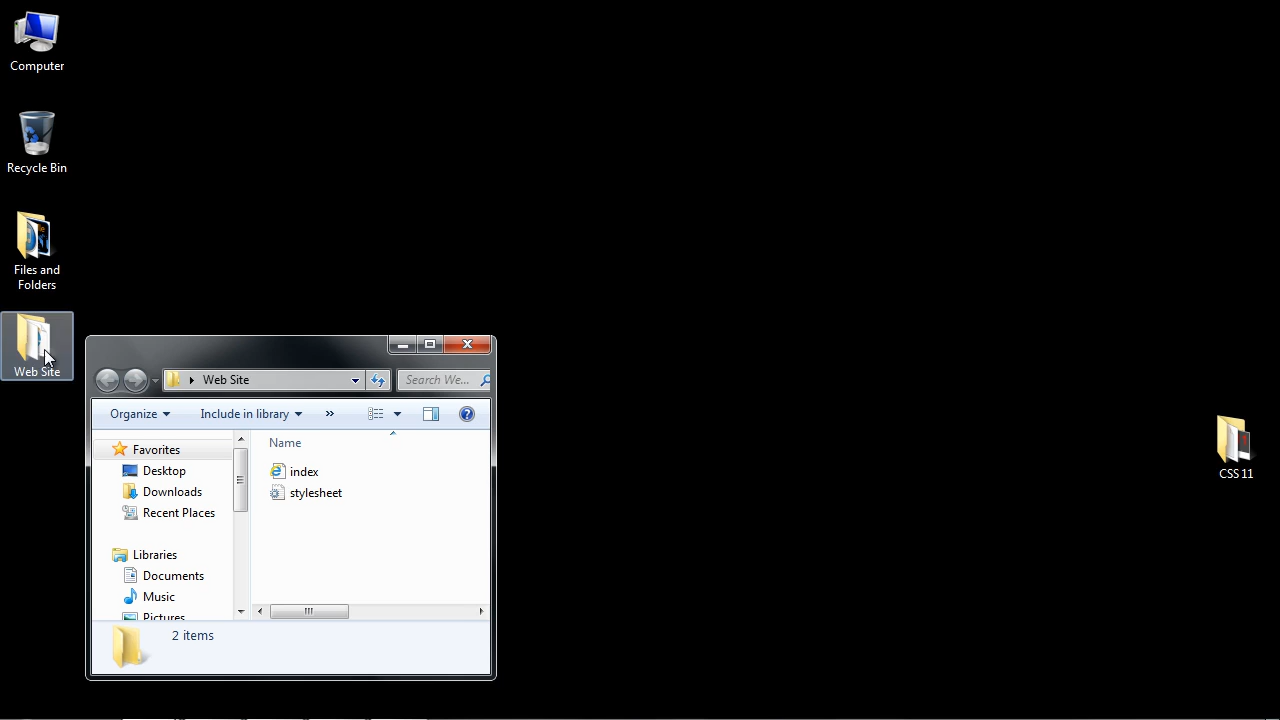 Computer
Recycle Bin
Files and
Folders
Web Site
Web Site
Search We...
Organize
Include in library
»
Favorites
Desktop
Downloads
Recent Places
Libraries
Documents
Music
Pictures
Name
index
stylesheet
2 items
CSS 11